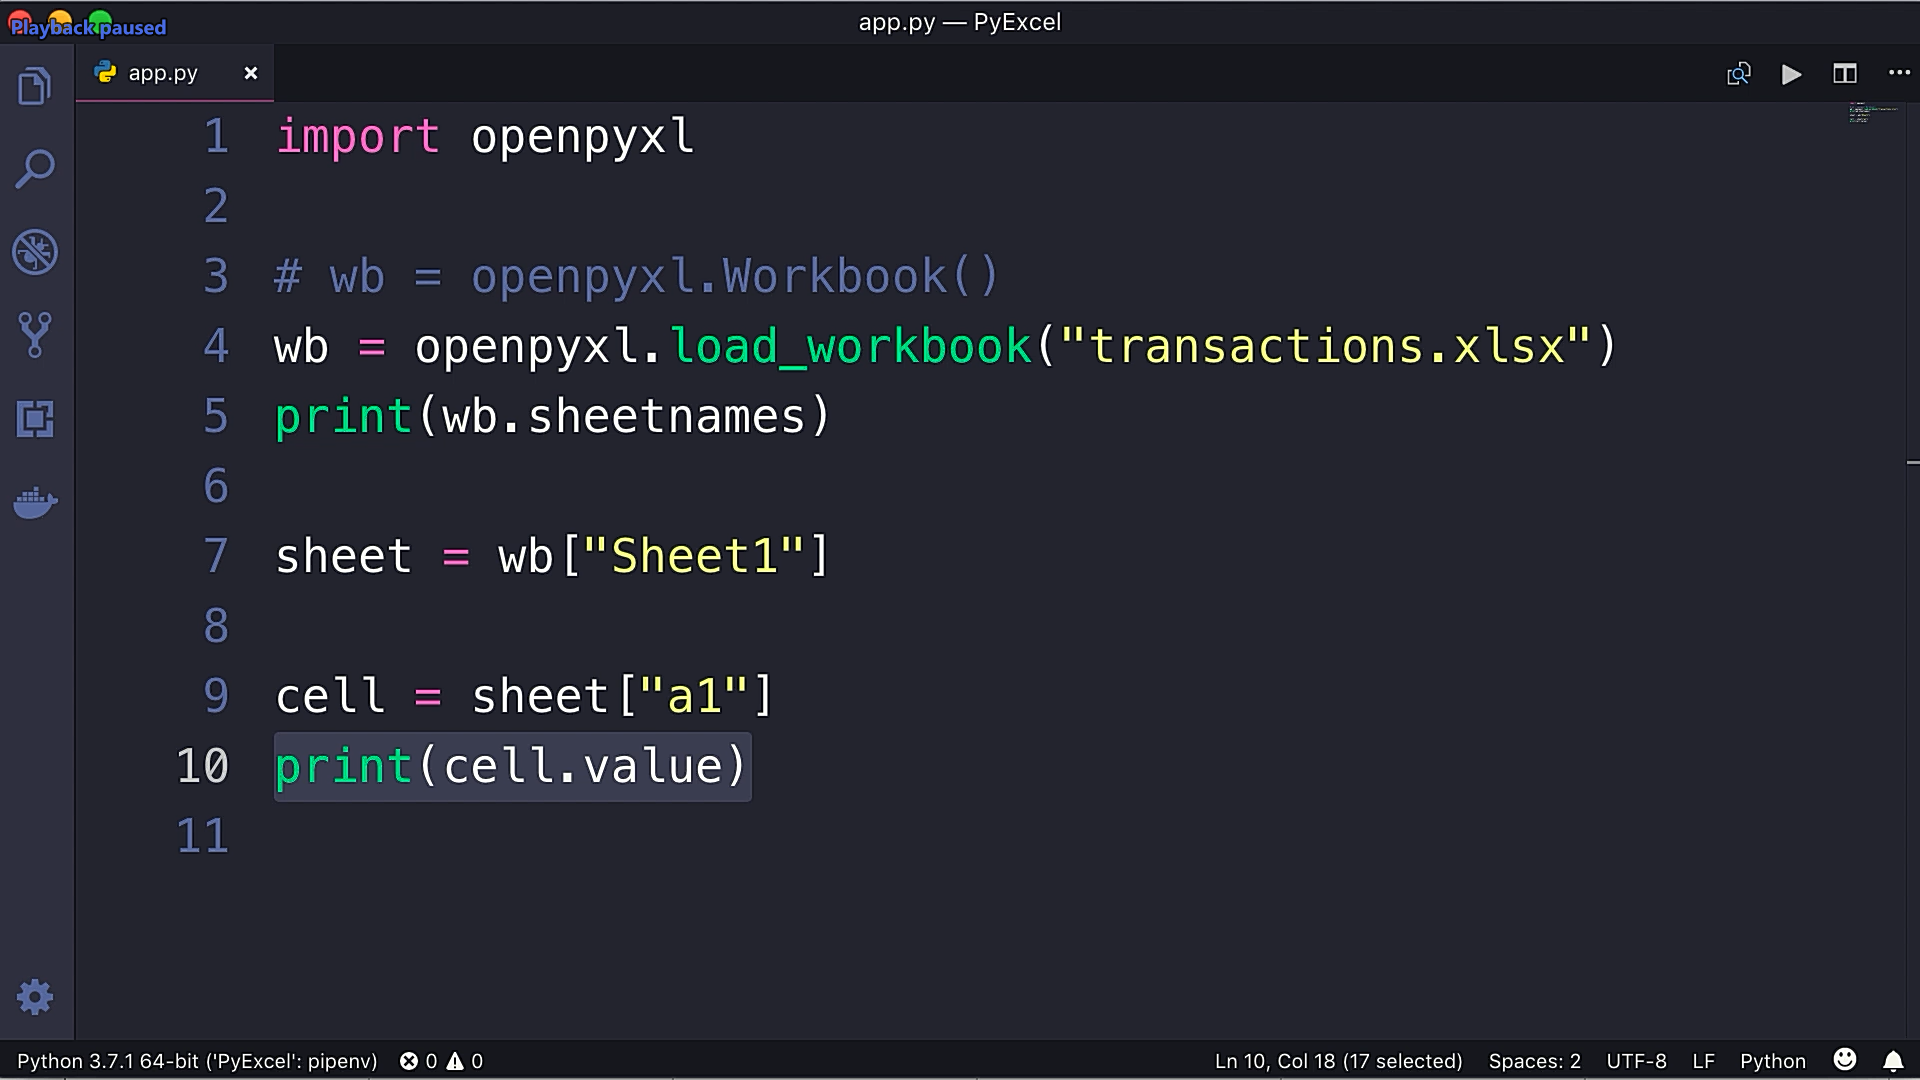 Playback paused
app.py — PyExcel
app.py
1 import openpyxl
2
3 # wb = openpyxl.Workbook()
4 wb = openpyxl.load_workbook("transactions.xlsx")
5 print(wb.sheetnames)
6
7 sheet = wb["Sheet1"]
8
9 cell = sheet["a1"]
10 print(cell.value)
11
Python 3.7.1 64-bit ('PyExcel': pipenv) 0 0 Ln 10, Col 18 (17 selected) Spaces: 2 UTF-8 LF Python